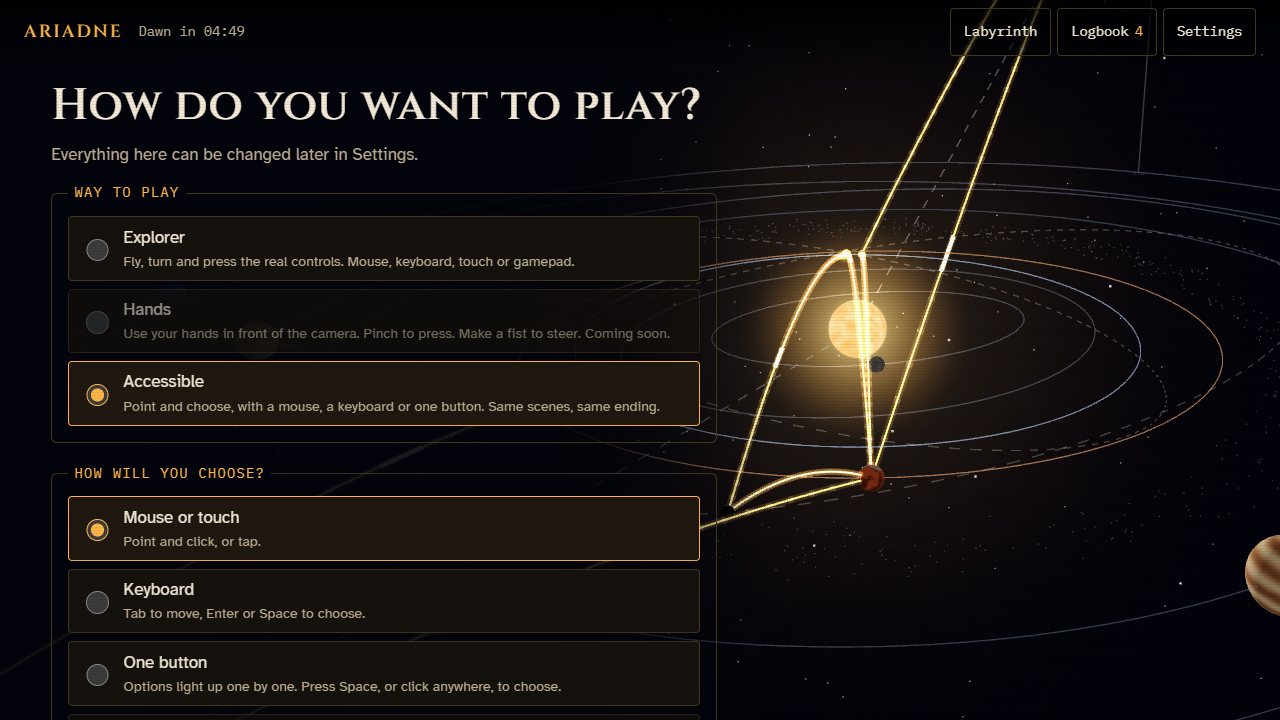 ARIADNE Dawn in 04:49
Labyrinth
Logbook 4
Settings
How do you want to play?
Everything here can be changed later in Settings.
WAY TO PLAY
Explorer
Fly, turn and press the real controls. Mouse, keyboard, touch or gamepad.
Hands
Use your hands in front of the camera. Pinch to press. Make a fist to steer. Coming soon.
Accessible
Point and choose, with a mouse, a keyboard or one button. Same scenes, same ending.
HOW WILL YOU CHOOSE?
Mouse or touch
Point and click, or tap.
Keyboard
Tab to move, Enter or Space to choose.
One button
Options light up one by one. Press Space, or click anywhere, to choose.